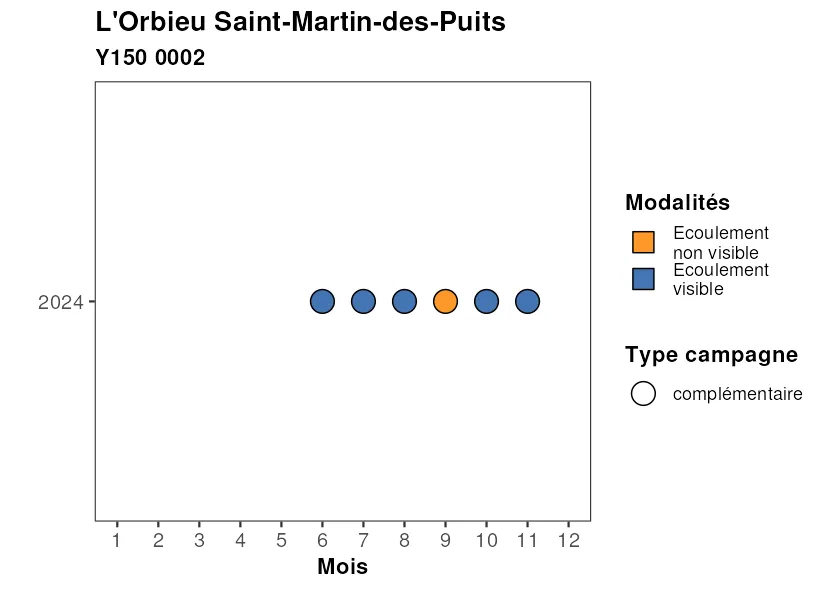 L'Orbieu Saint-Martin-des-Puits
Y150 0002
2024
1 2 3 4 5 6 7 8 9 10 11 12
Mois
Modalités
Ecoulement
non visible
Ecoulement
visible
Type campagne
complémentaire